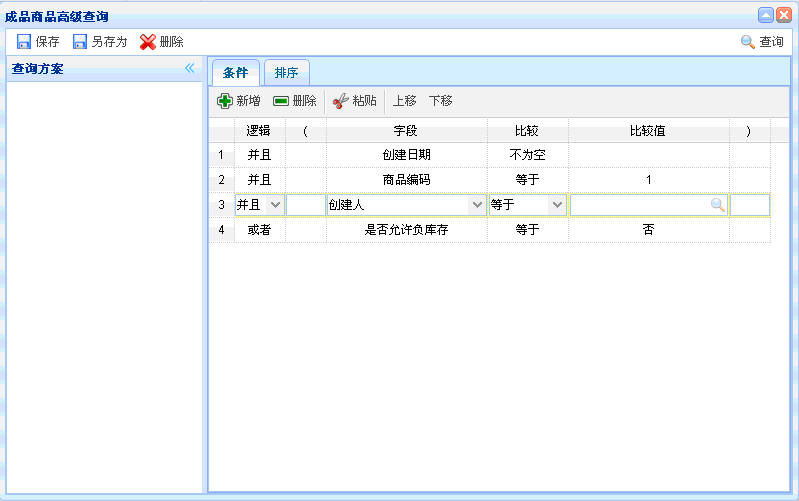 成品商品高级查询
保存 另存为 删除 查询
查询方案
条件 排序
新增 删除 粘贴 上移 下移
逻辑 ( 字段 比较 比较值 )
1 并且 创建日期 不为空
2 并且 商品编码 等于 1
3 并且 创建人 等于
4 或者 是否允许负库存 等于 否